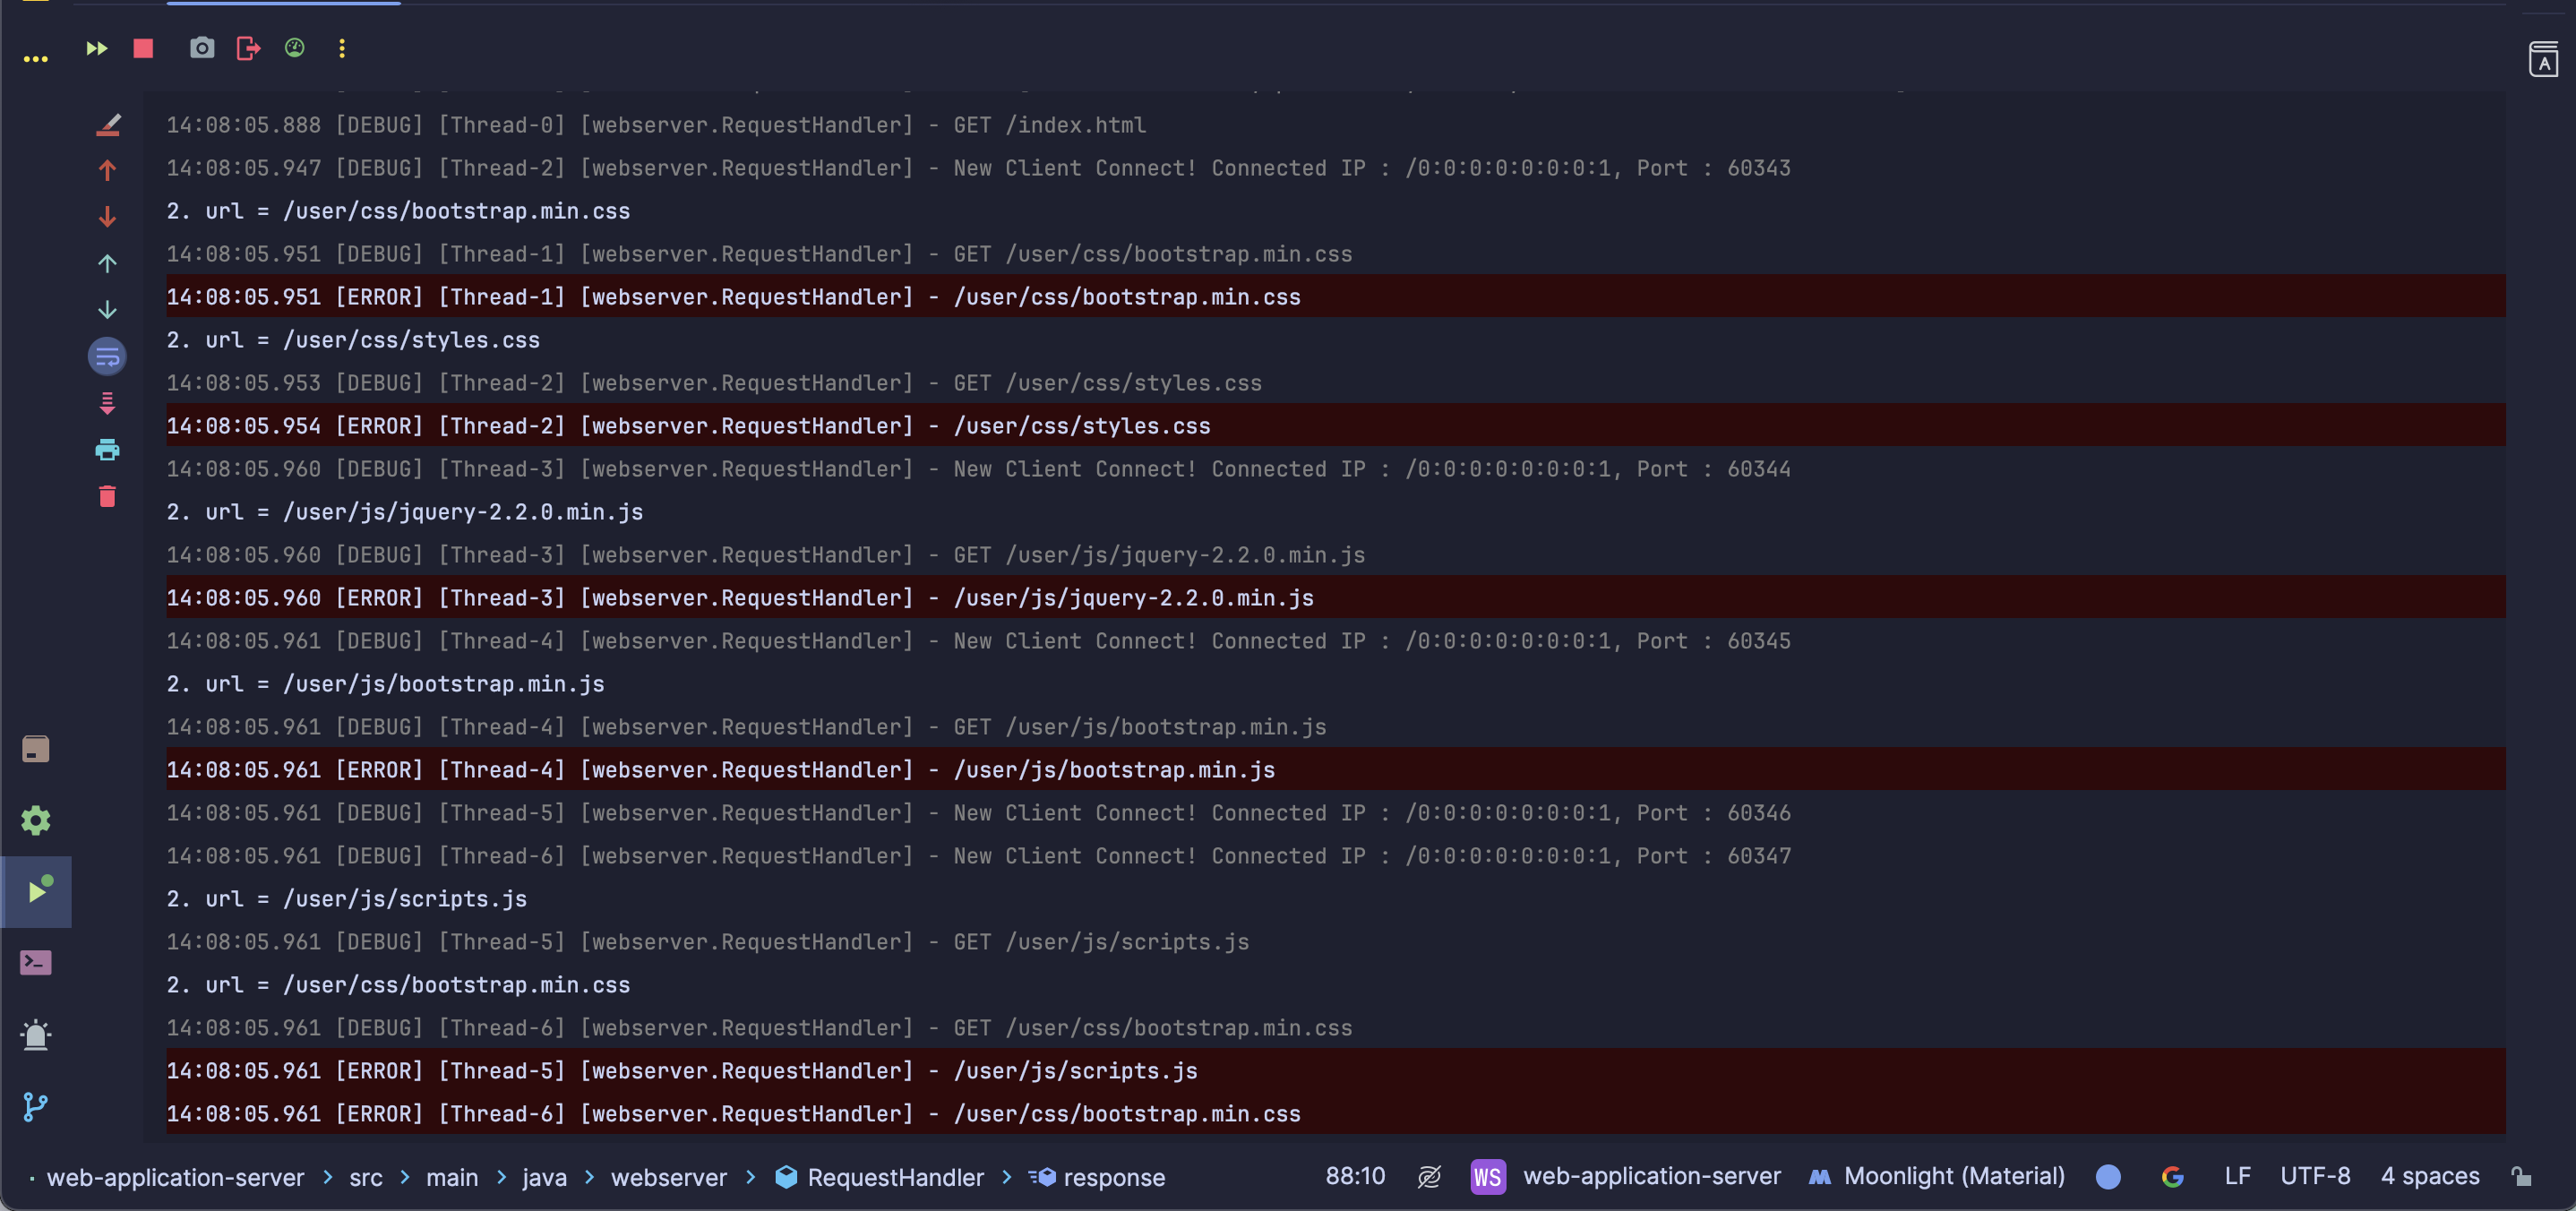 14:08:05.888 [DEBUG] [Thread-0] [webserver.RequestHandler] - GET /index.html
14:08:05.947 [DEBUG] [Thread-2] [webserver.RequestHandler] - New Client Connect! Connected IP : /0:0:0:0:0:0:0:1, Port : 60343
2. url = /user/css/bootstrap.min.css
14:08:05.951 [DEBUG] [Thread-1] [webserver.RequestHandler] - GET /user/css/bootstrap.min.css
14:08:05.951 [ERROR] [Thread-1] [webserver.RequestHandler] - /user/css/bootstrap.min.css
2. url = /user/css/styles.css
14:08:05.953 [DEBUG] [Thread-2] [webserver.RequestHandler] - GET /user/css/styles.css
14:08:05.954 [ERROR] [Thread-2] [webserver.RequestHandler] - /user/css/styles.css
14:08:05.960 [DEBUG] [Thread-3] [webserver.RequestHandler] - New Client Connect! Connected IP : /0:0:0:0:0:0:0:1, Port : 60344
2. url = /user/js/jquery-2.2.0.min.js
14:08:05.960 [DEBUG] [Thread-3] [webserver.RequestHandler] - GET /user/js/jquery-2.2.0.min.js
14:08:05.960 [ERROR] [Thread-3] [webserver.RequestHandler] - /user/js/jquery-2.2.0.min.js
14:08:05.961 [DEBUG] [Thread-4] [webserver.RequestHandler] - New Client Connect! Connected IP : /0:0:0:0:0:0:0:1, Port : 60345
2. url = /user/js/bootstrap.min.js
14:08:05.961 [DEBUG] [Thread-4] [webserver.RequestHandler] - GET /user/js/bootstrap.min.js
14:08:05.961 [ERROR] [Thread-4] [webserver.RequestHandler] - /user/js/bootstrap.min.js
14:08:05.961 [DEBUG] [Thread-5] [webserver.RequestHandler] - New Client Connect! Connected IP : /0:0:0:0:0:0:0:1, Port : 60346
14:08:05.961 [DEBUG] [Thread-6] [webserver.RequestHandler] - New Client Connect! Connected IP : /0:0:0:0:0:0:0:1, Port : 60347
2. url = /user/js/scripts.js
14:08:05.961 [DEBUG] [Thread-5] [webserver.RequestHandler] - GET /user/js/scripts.js
2. url = /user/css/bootstrap.min.css
14:08:05.961 [DEBUG] [Thread-6] [webserver.RequestHandler] - GET /user/css/bootstrap.min.css
14:08:05.961 [ERROR] [Thread-5] [webserver.RequestHandler] - /user/js/scripts.js
14:08:05.961 [ERROR] [Thread-6] [webserver.RequestHandler] - /user/css/bootstrap.min.css
web-application-server > src > main > java > webserver > RequestHandler > response 88:10 WS web-application-server Moonlight (Material) LF UTF-8 4 spaces